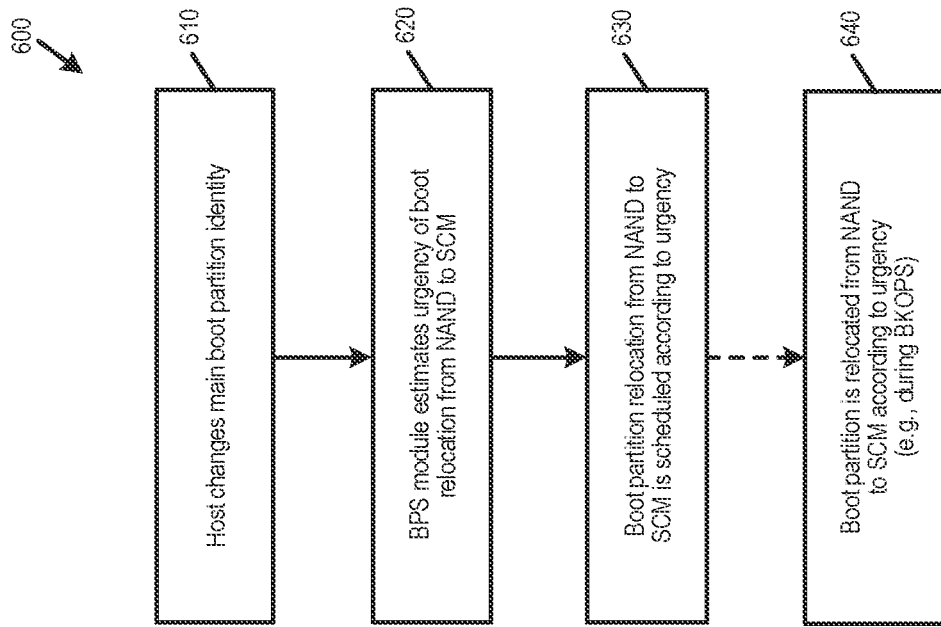 600
610
Host changes main boot partition identity
620
BPS module estimates urgency of boot
relocation from NAND to SCM
630
Boot partition relocation from NAND to
SCM is scheduled according to urgency
640
Boot partition is relocated from NAND
to SCM according to urgency
(e.g., during BKOPS)